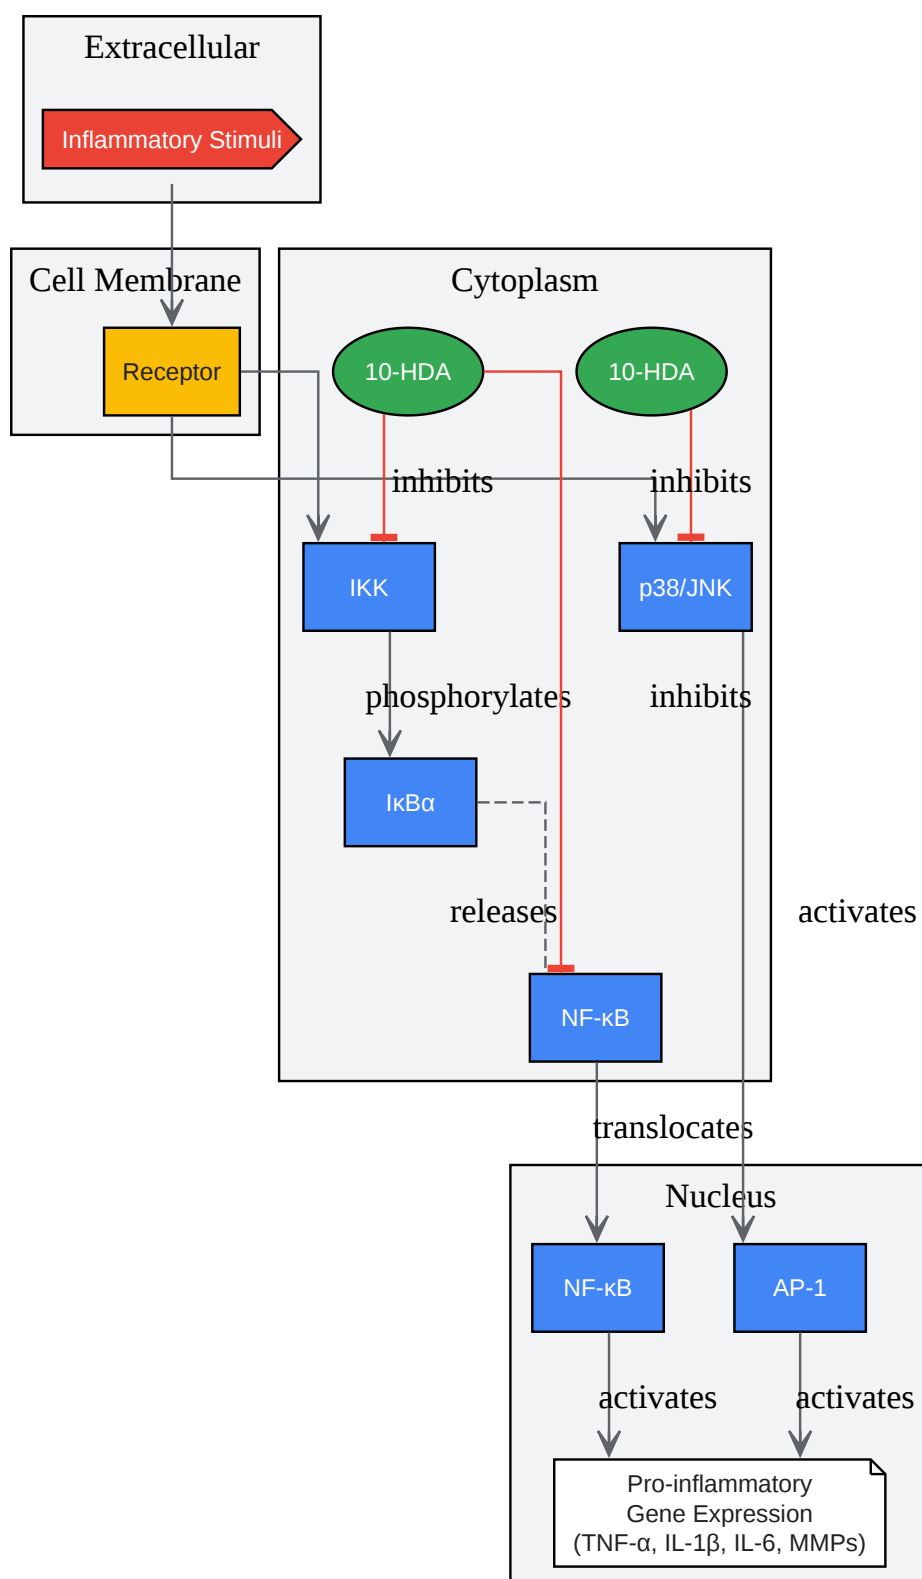 Extracellular
Inflammatory Stimuli
Cell Membrane
Cytoplasm
Receptor
10-HDA
10-HDA
inhibits
inhibits
IKK
p38/JNK
phosphorylates
inhibits
IκBα
releases
activates
NF-κB
translocates
Nucleus
NF-κB
AP-1
activates
activates
Pro-inflammatory
Gene Expression
(TNF-α, IL-1β, IL-6, MMPs)